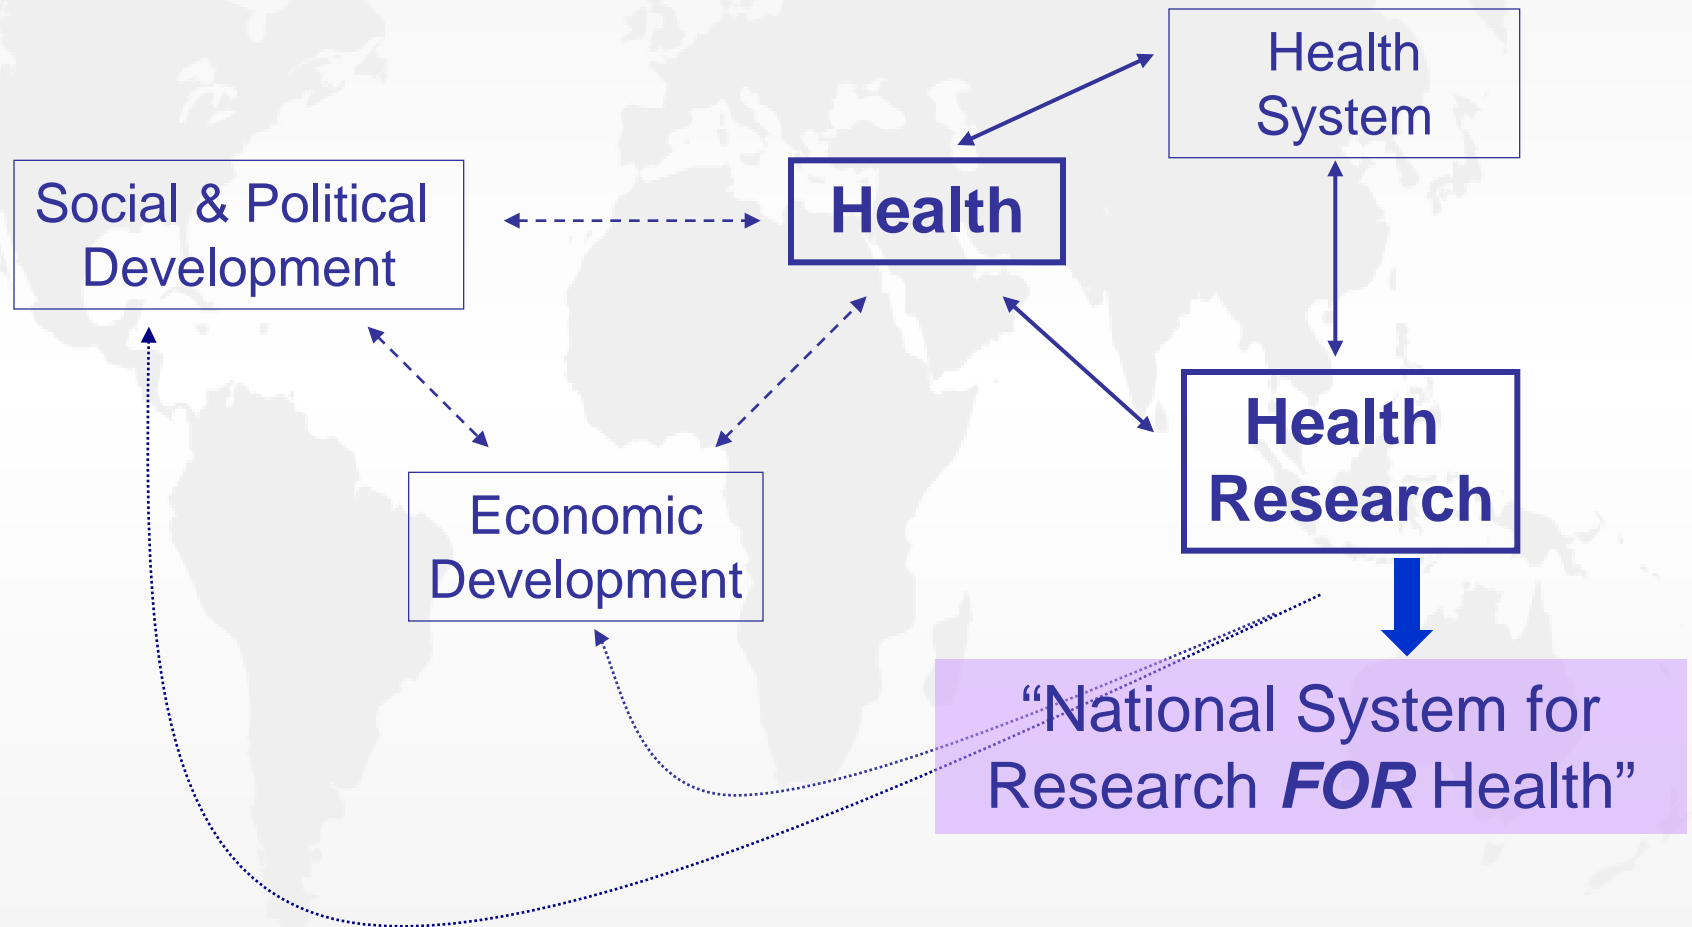 Health
System
Social & Political
Development
Health
Health
Research
Economic
Development
“National System for
Research FOR Health”